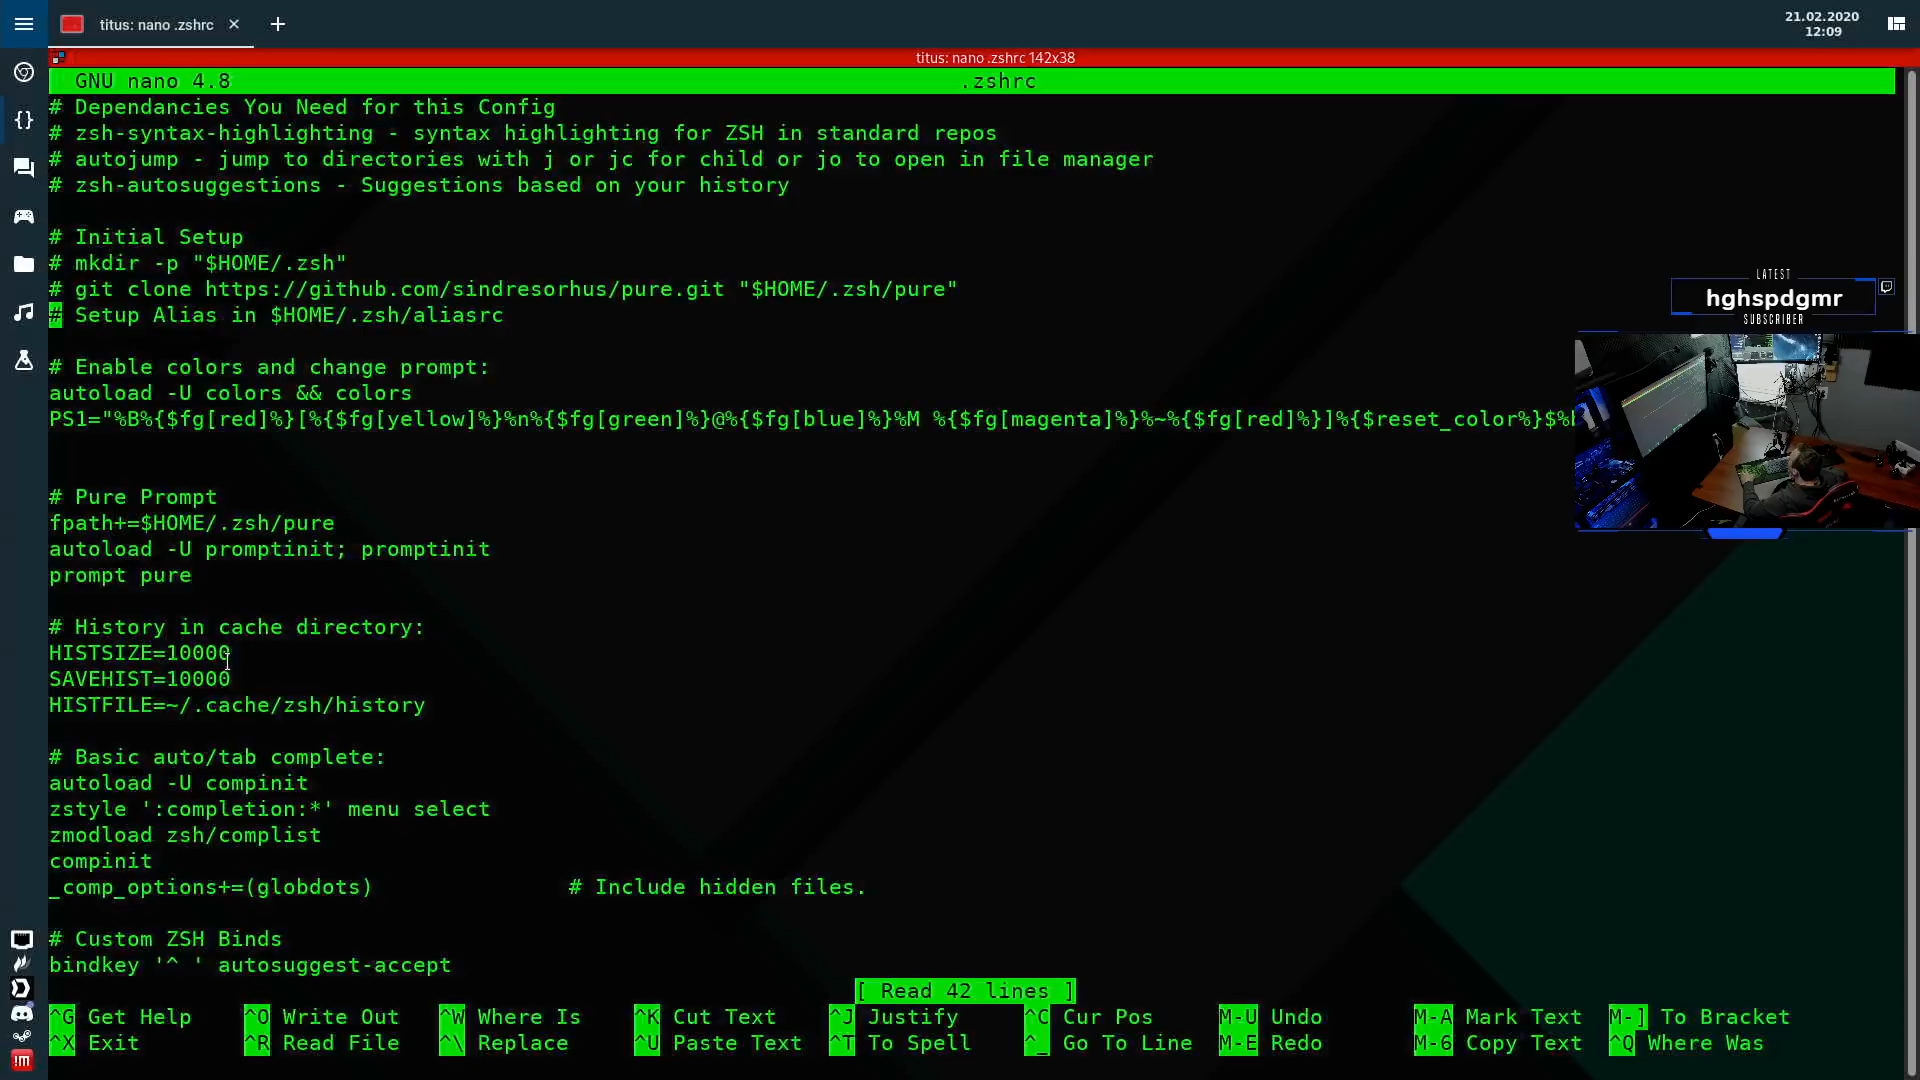 titus: nano .zshrc
21.02.2020
12:09
titus: nano .zshrc 142x38
GNU nano 4.8 .zshrc
# Dependancies You Need for this Config
# zsh-syntax-highlighting - syntax highlighting for ZSH in standard repos
# autojump - jump to directories with j or jc for child or jo to open in file manager
# zsh-autosuggestions - Suggestions based on your history
# Initial Setup
# mkdir -p "$HOME/.zsh"
# git clone https://github.com/sindresorhus/pure.git "$HOME/.zsh/pure"
# Setup Alias in $HOME/.zsh/aliasrc
# Enable colors and change prompt:
autoload -U colors && colors
PS1="%B%{$fg[red]%}[%{$fg[yellow]%}%n%{$fg[green]%}@%{$fg[blue]%}%M %{$fg[magenta]%}%~%{$fg[red]%}]%{$reset_color%}$%
LATEST
hghspdgmr
SUBSCRIBER
# Pure Prompt
fpath+=$HOME/.zsh/pure
autoload -U promptinit; promptinit
prompt pure
# History in cache directory:
HISTSIZE=10000
SAVEHIST=10000
HISTFILE=~/.cache/zsh/history
# Basic auto/tab complete:
autoload -U compinit
zstyle ':completion:*' menu select
zmodload zsh/complist
compinit
_comp_options+=(globdots) # Include hidden files.
# Custom ZSH Binds
bindkey '^ ' autosuggest-accept
[ Read 42 lines ]
^G Get Help ^O Write Out ^W Where Is ^K Cut Text ^J Justify ^C Cur Pos M-U Undo M-A Mark Text M-] To Bracket
^X Exit ^R Read File ^\ Replace ^U Paste Text ^T To Spell ^_ Go To Line M-E Redo M-6 Copy Text ^Q Where Was